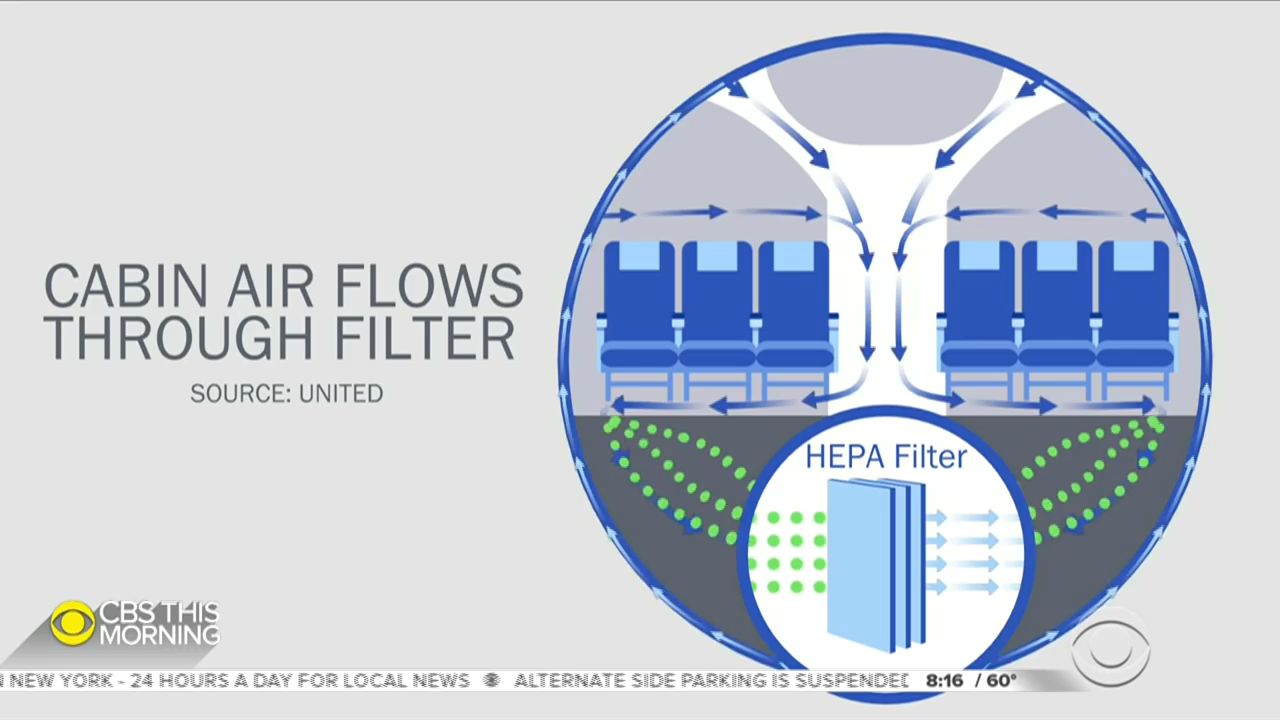 CABIN AIR FLOWS
THROUGH FILTER
SOURCE: UNITED
HEPA Filter
CBS THIS
MORNING
NEW YORK - 24 HOURS A DAY FOR LOCAL NEWS ALTERNATE SIDE PARKING IS SUSPENDED 8:16 / 60°